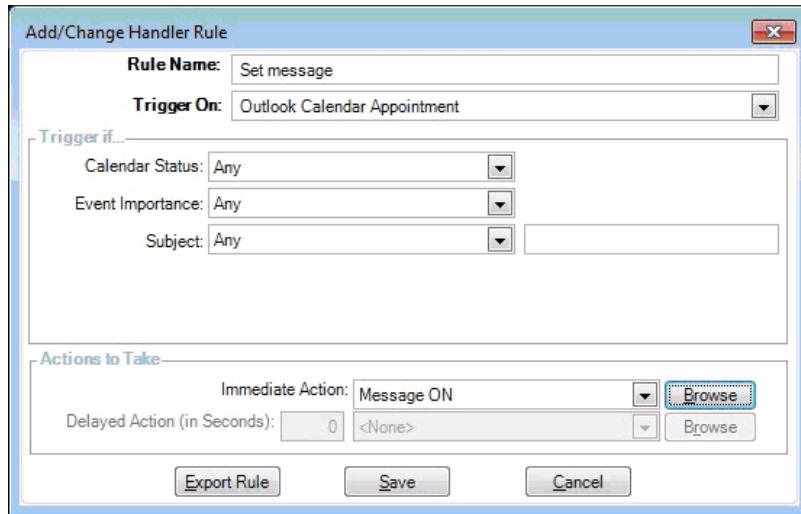 Add/Change Handler Rule
Rule Name: Set message
Trigger On: Outlook Calendar Appointment
Trigger if...
Calendar Status: Any
Event Importance: Any
Subject: Any
Actions to Take
Immediate Action: Message ON Browse
Delayed Action (in Seconds): 0 <None> Browse
Export Rule Save Cancel